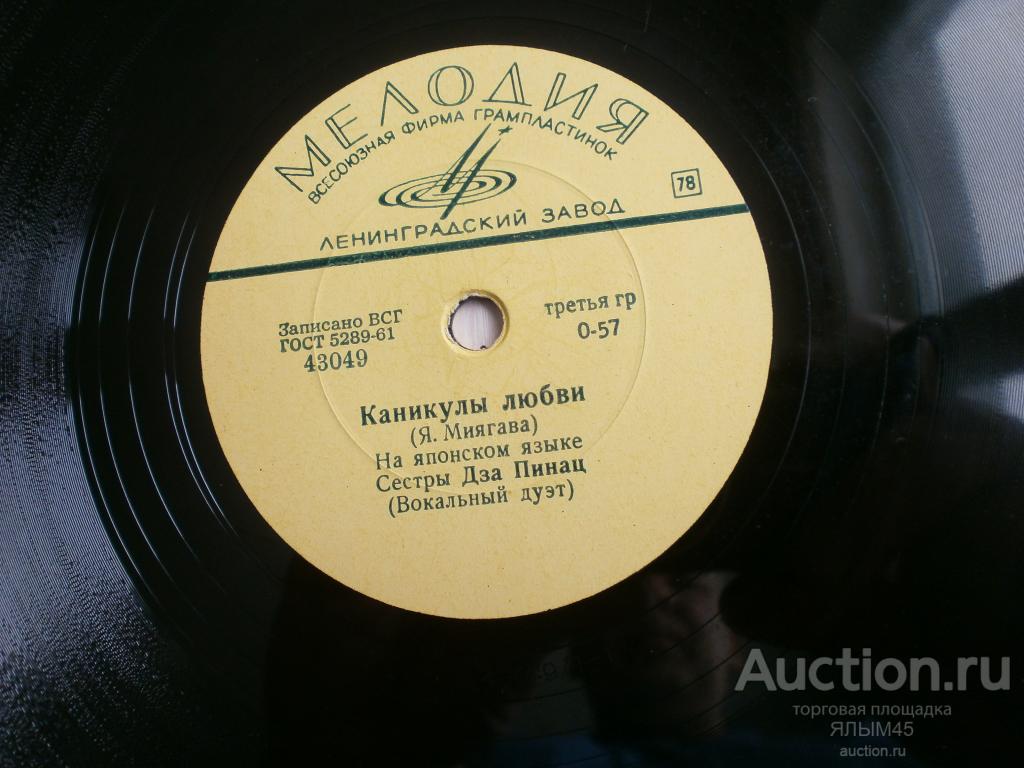 МЕЛОДИЯ
ВСЕСОЮЗНАЯ ФИРМА ГРАМПЛАСТИНОК
78
ЛЕНИНГРАДСКИЙ ЗАВОД
Записано ВСГ
ГОСТ 5289-61
43049
третья гр
0-57
Каникулы любви
(Я. Миягава)
На японском языке
Сестры Дза Пинац
(Вокальный дуэт)
Auction.ru
торговая площадка
ЯЛЫМ45
auction.ru